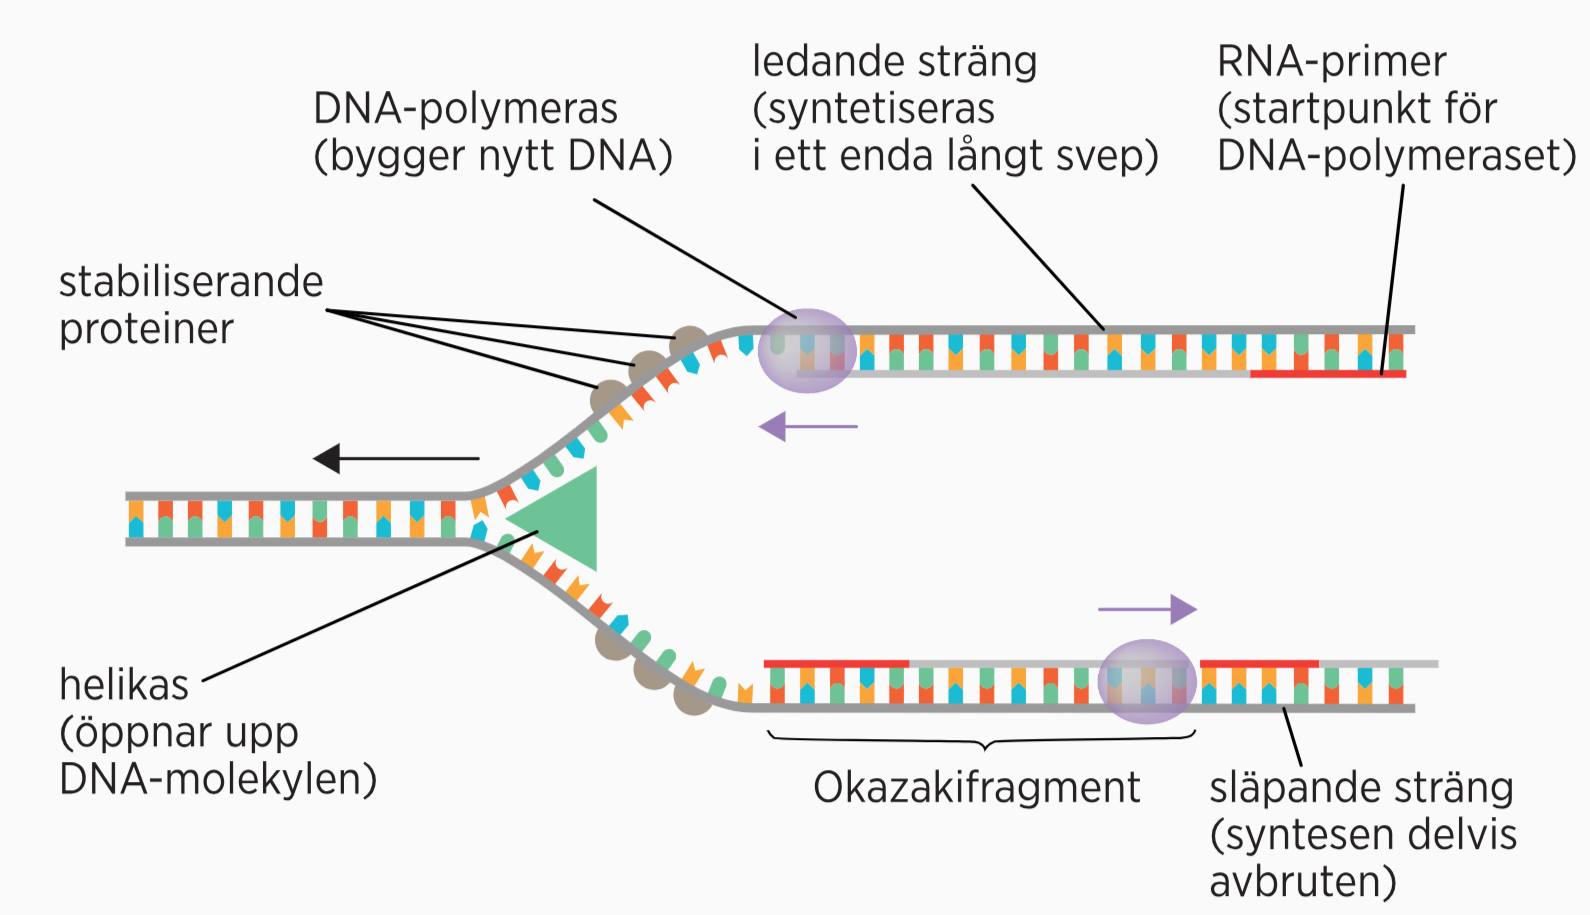 DNA-polymeras
(bygger nytt DNA)
ledande sträng
(syntetiseras
i ett enda långt svep)
RNA-primer
(startpunkt för
DNA-polymeraset)
stabiliserande
proteiner
helikas
(öppnar upp
DNA-molekylen)
Okazakifragment
släpande sträng
(syntesen delvis
avbruten)